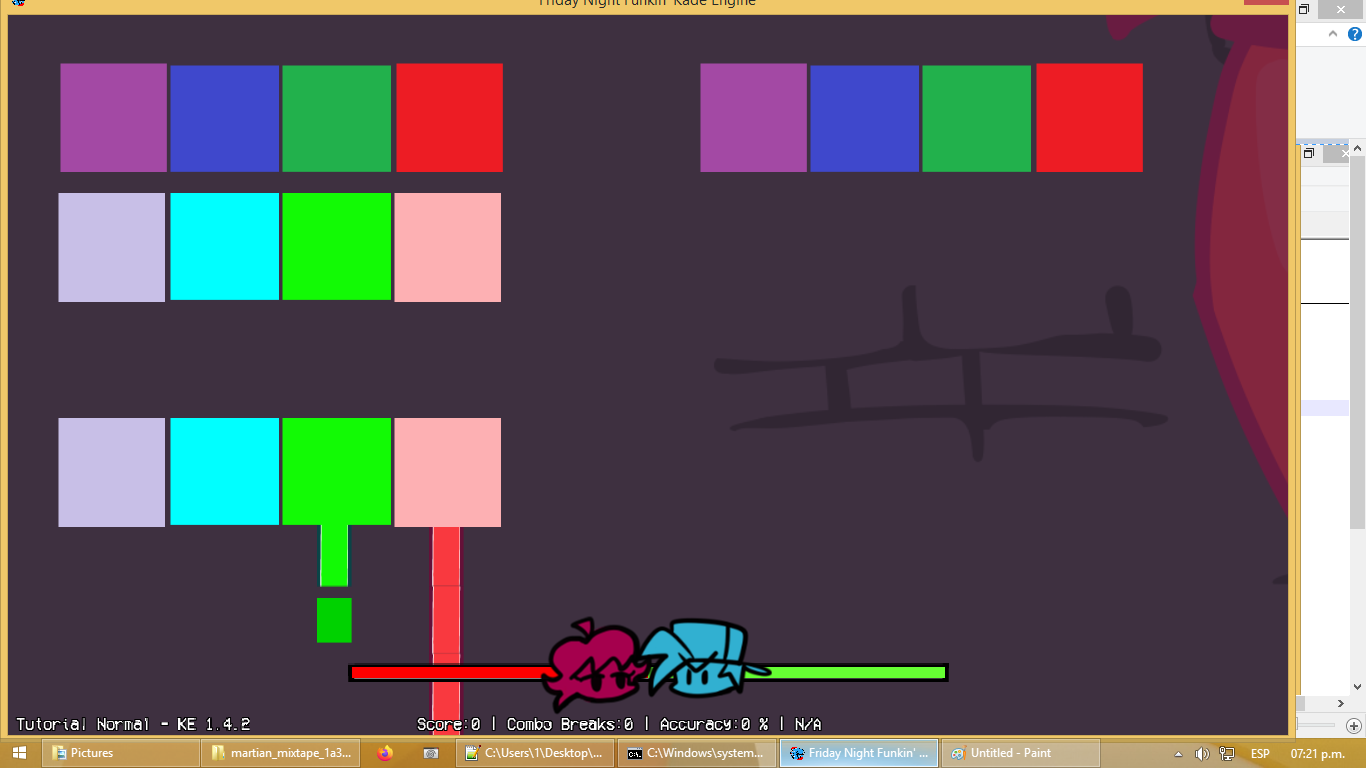 Friday Night Funkin' Kade Engine
Tutorial Normal - KE 1.4.2
Score:0 | Combo Breaks:0 | Accuracy:0 % | N/A
Pictures
martian_mixtape_1a3...
C:\Users\1\Desktop\...
C:\Windows\system...
Friday Night Funkin' ...
Untitled - Paint
ESP
07:21 p.m.